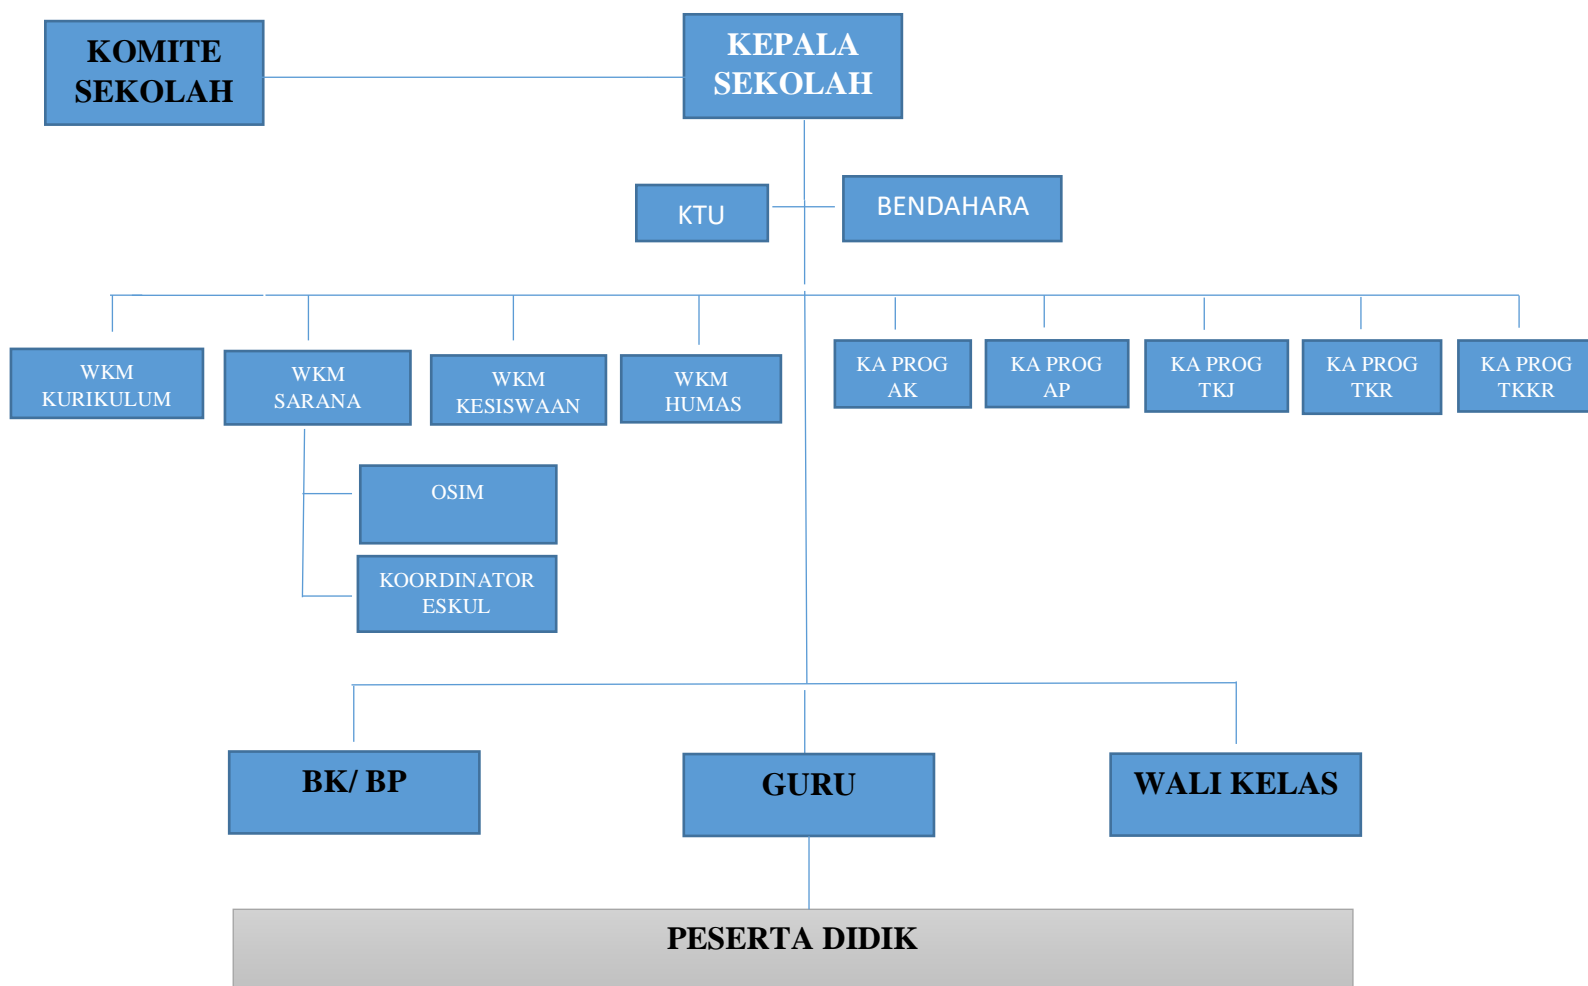 KOMITE
SEKOLAH
KEPALA
SEKOLAH
KTU
BENDAHARA
WKM
KURIKULUM
WKM
SARANA
WKM
KESISWAAN
WKM
HUMAS
KA PROG
AK
KA PROG
AP
KA PROG
TKJ
KA PROG
TKR
KA PROG
TKKR
OSIM
KOORDINATOR
ESKUL
BK/ BP
GURU
WALI KELAS
PESERTA DIDIK